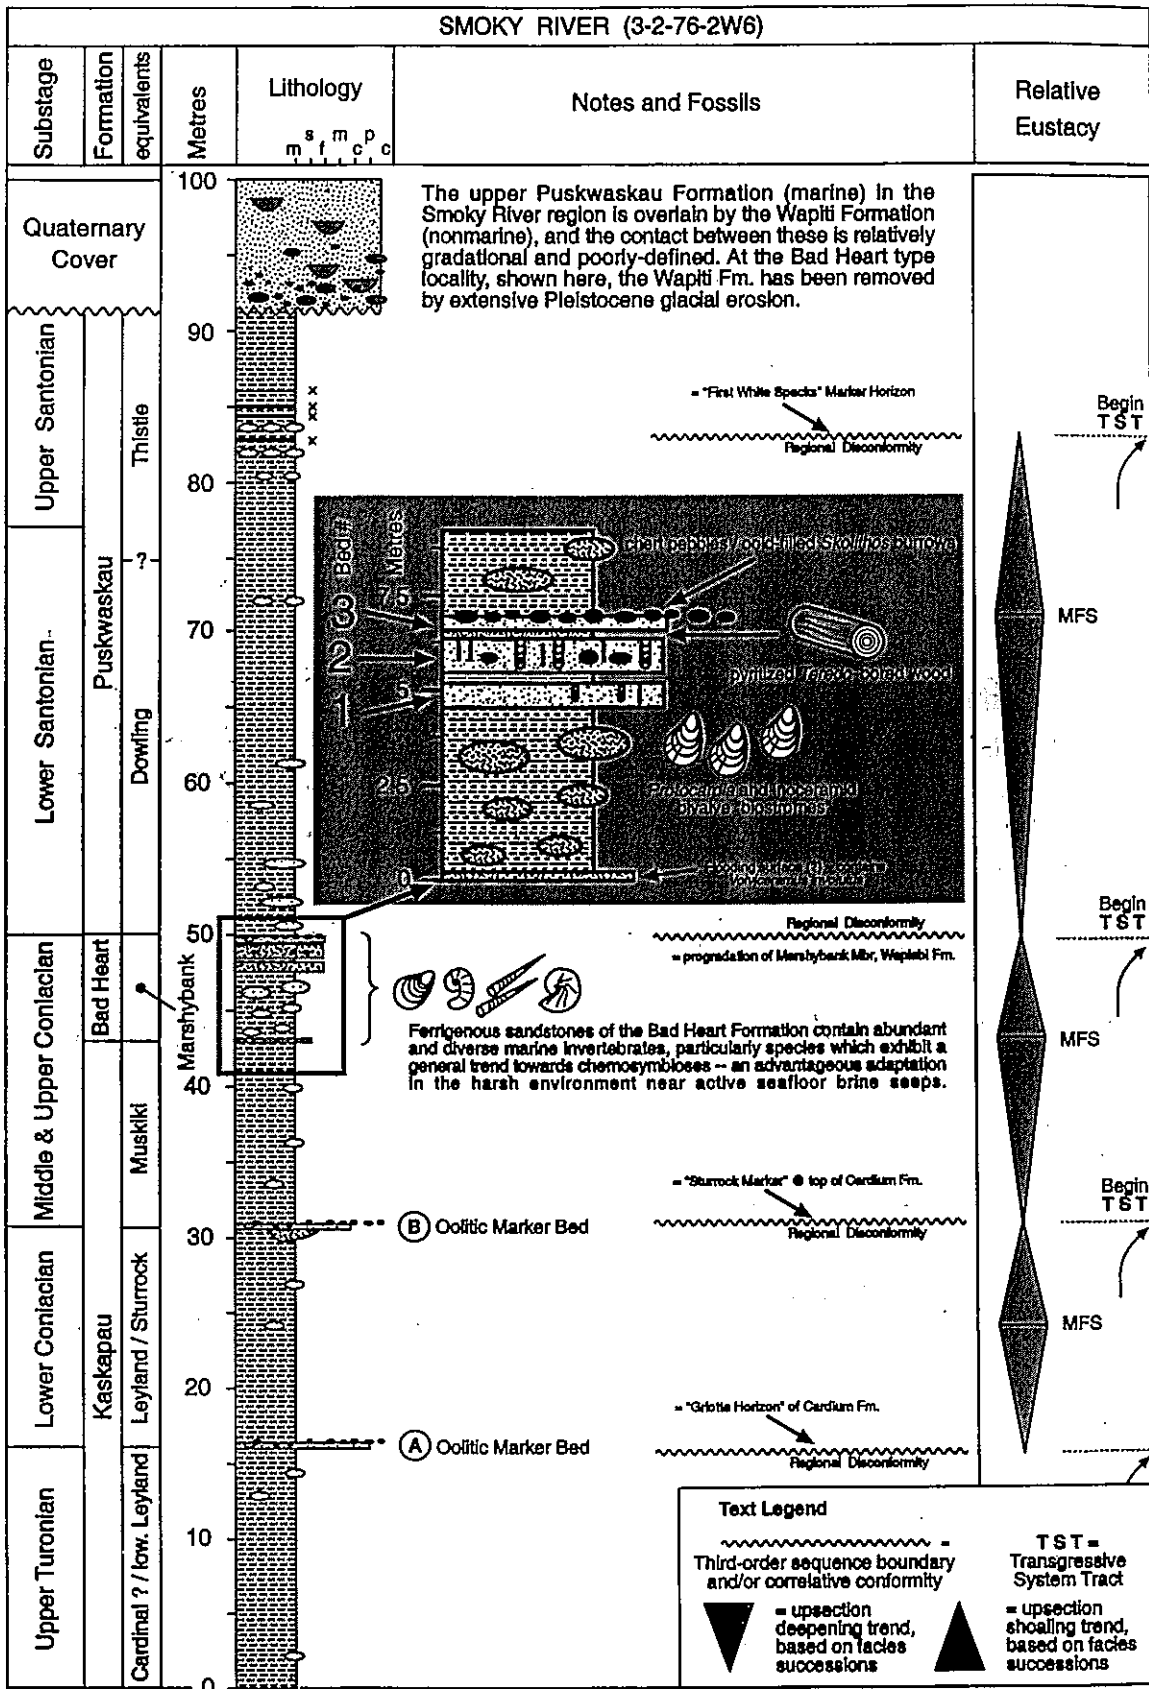 SMOKY RIVER (3-2-76-2W6)
Substage
Formation
equivalents
Metres
Lithology
m s f m c p c
Notes and Fossils
Relative
Eustacy
Quaternary
Cover
Upper Santonian
Lower Santonian
Middle & Upper Coniacian
Lower Coniacian
Upper Turonian
Puskwaskau
Bad Heart
Kaskapau
Thistle
-?-
Dowling
Marshybank
Muskiki
Leyland / Sturrock
Cardinal ? / low. Leyland
100
90
80
70
60
50
40
30
20
10
0
The upper Puskwaskau Formation (marine) in the
Smoky River region is overlain by the Wapiti Formation
(nonmarine), and the contact between these is relatively
gradational and poorly-defined. At the Bad Heart type
locality, shown here, the Wapiti Fm. has been removed
by extensive Pleistocene glacial erosion.
x
x
x
x
= "First White Specks" Marker Horizon
Regional Disconformity
Begin
TST
Bed #
Metres
3
2
1
7.5
5
2.5
0
chert pebbles / ooid-filled Skolithos burrows
pyritized Teredo-bored wood
Protocardia and inoceramid
bivalve biostromes
MFS
Regional Disconformity
= progradation of Marshybank Mbr, Wapiabi Fm.
Begin
TST
Ferrigenous sandstones of the Bad Heart Formation contain abundant
and diverse marine invertebrates, particularly species which exhibit a
general trend towards chemosymbioses -- an advantageous adaptation
in the harsh environment near active seafloor brine seeps.
MFS
= "Sturrock Marker" @ top of Cardium Fm.
B Oolitic Marker Bed
Regional Disconformity
Begin
TST
MFS
= "Griotte Horizon" of Cardium Fm.
A Oolitic Marker Bed
Regional Disconformity
Text Legend
=
Third-order sequence boundary
and/or correlative conformity
TST =
Transgressive
System Tract
= upsection
deepening trend,
based on facies
successions
= upsection
shoaling trend,
based on facies
successions